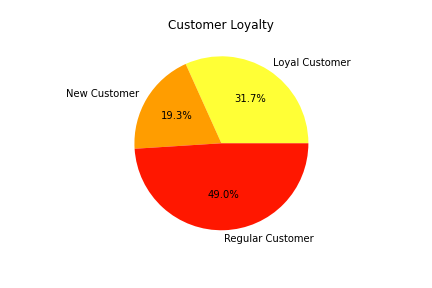 Customer Loyalty
Loyal Customer
31.7%
New Customer
19.3%
49.0%
Regular Customer